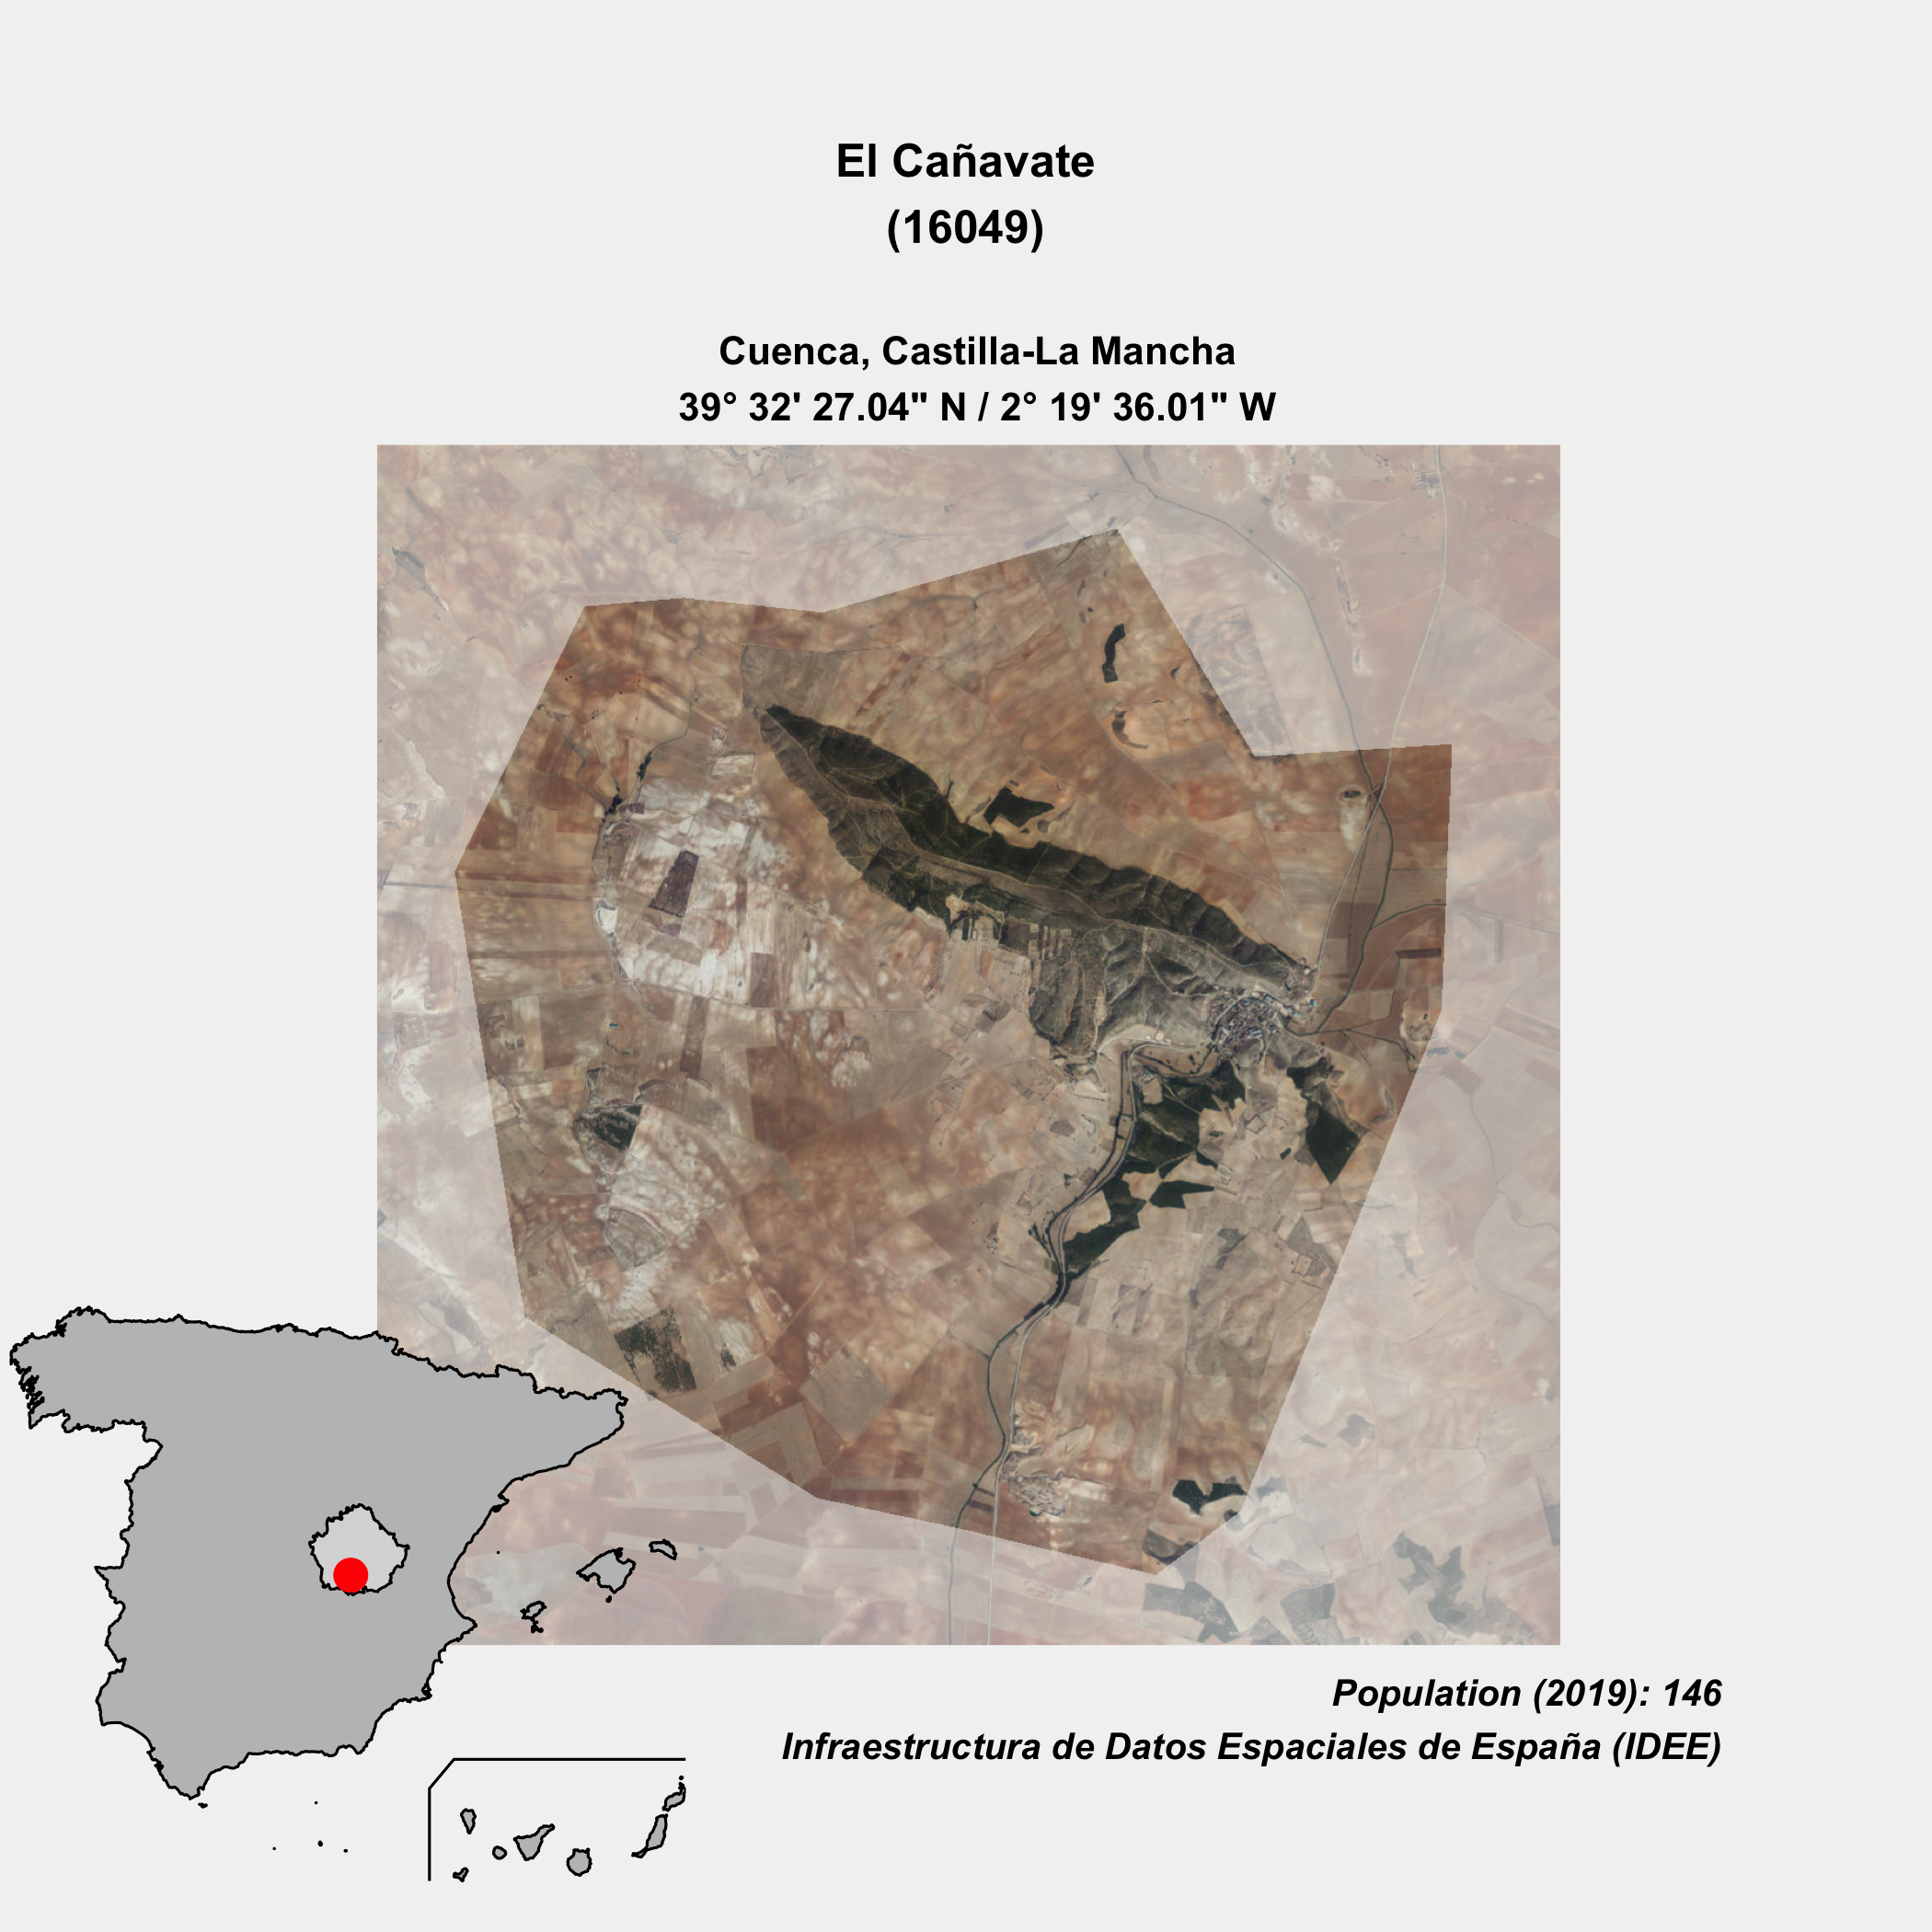 El Cañavate
(16049)
Cuenca, Castilla-La Mancha
39° 32' 27.04" N / 2° 19' 36.01" W
Population (2019): 146
Infraestructura de Datos Espaciales de España (IDEE)